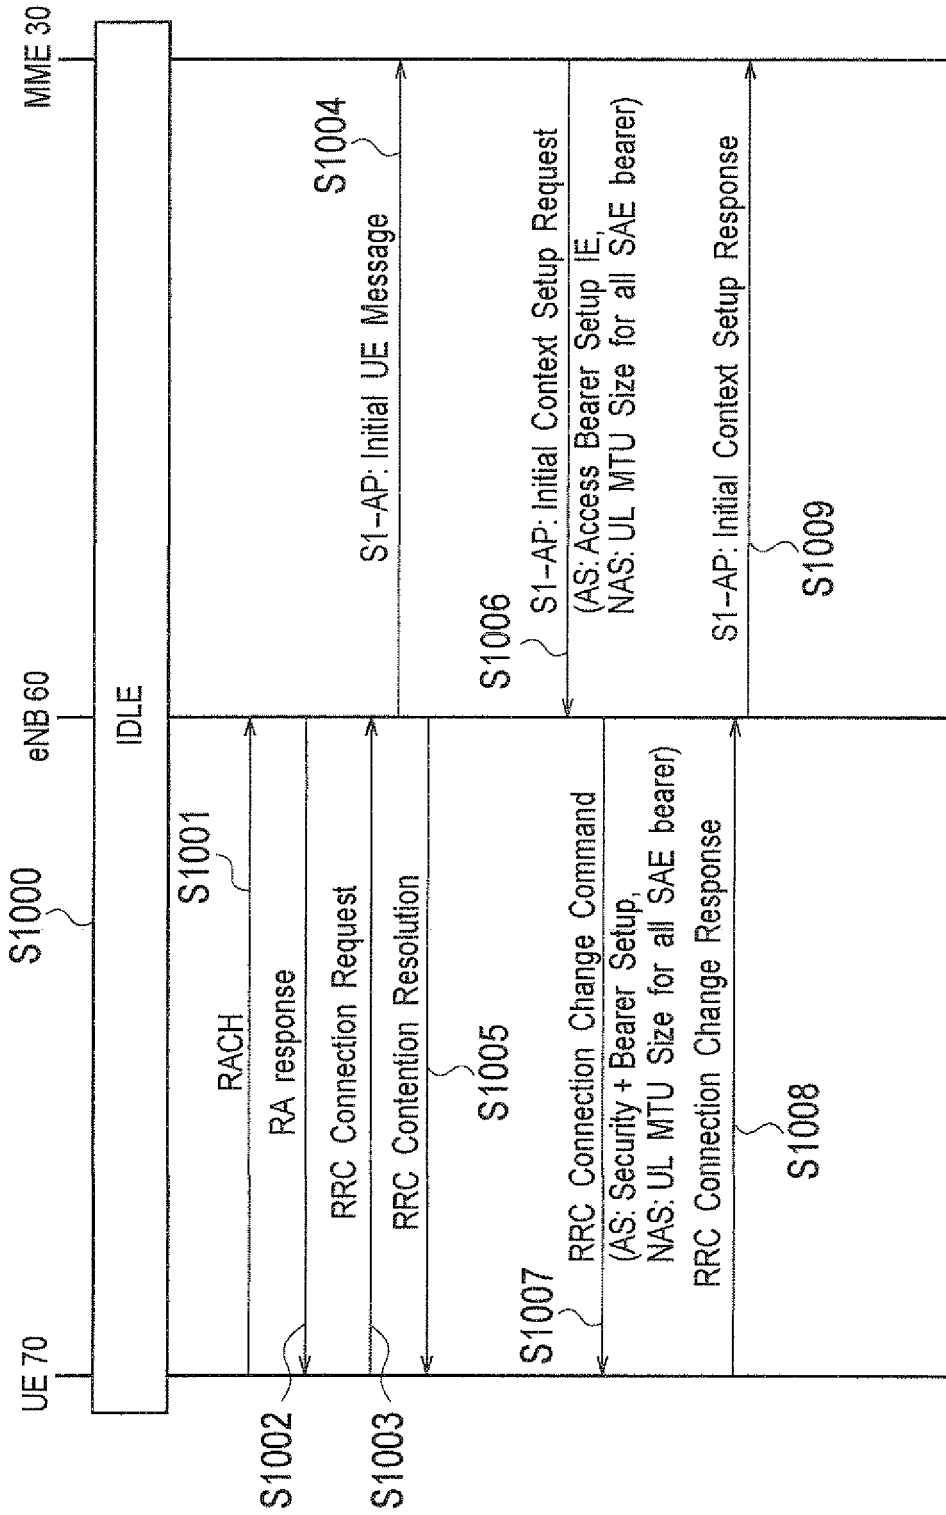 UE 70
eNB 60
MME 30
S1000
IDLE
RACH
S1001
RA response
S1002
RRC Connection Request
S1003
S1-AP: Initial UE Message
S1004
RRC Contention Resolution
S1005
S1006
S1-AP: Initial Context Setup Request
(AS: Access Bearer Setup IE,
NAS: UL MTU Size for all SAE bearer)
S1007
RRC Connection Change Command
(AS: Security + Bearer Setup,
NAS: UL MTU Size for all SAE bearer)
RRC Connection Change Response
S1008
S1-AP: Initial Context Setup Response
S1009